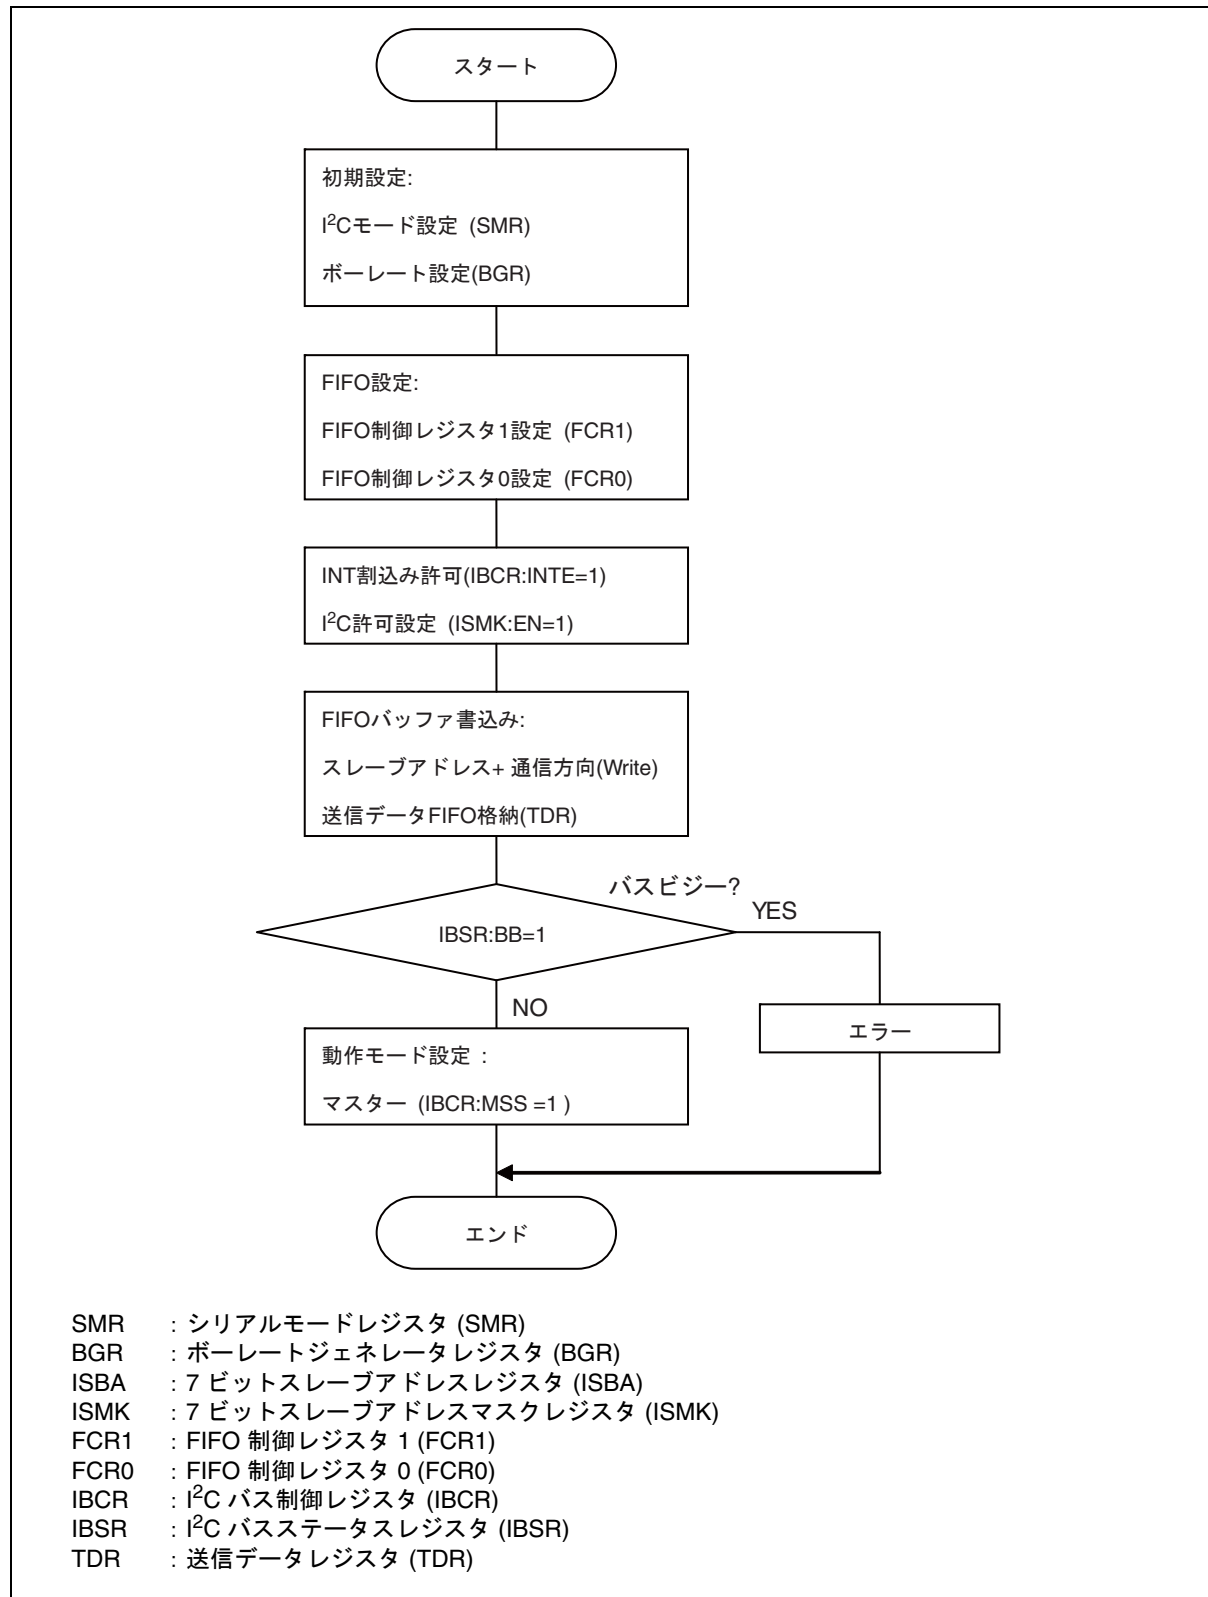 スタート
初期設定:
I²Cモード設定 (SMR)
ボーレート設定(BGR)
FIFO設定:
FIFO制御レジスタ1設定 (FCR1)
FIFO制御レジスタ0設定 (FCR0)
INT割込み許可(IBCR:INTE=1)
I²C許可設定 (ISMK:EN=1)
FIFOバッファ書込み:
スレーブアドレス+ 通信方向(Write)
送信データFIFO格納(TDR)
バスビジー?
YES
IBSR:BB=1
NO
エラー
動作モード設定 :
マスター (IBCR:MSS =1 )
エンド
SMR : シリアルモードレジスタ (SMR)
BGR : ボーレートジェネレータレジスタ (BGR)
ISBA : 7 ビットスレーブアドレスレジスタ (ISBA)
ISMK : 7 ビットスレーブアドレスマスクレジスタ (ISMK)
FCR1 : FIFO 制御レジスタ 1 (FCR1)
FCR0 : FIFO 制御レジスタ 0 (FCR0)
IBCR : I²C バス制御レジスタ (IBCR)
IBSR : I²C バスステータスレジスタ (IBSR)
TDR : 送信データレジスタ (TDR)